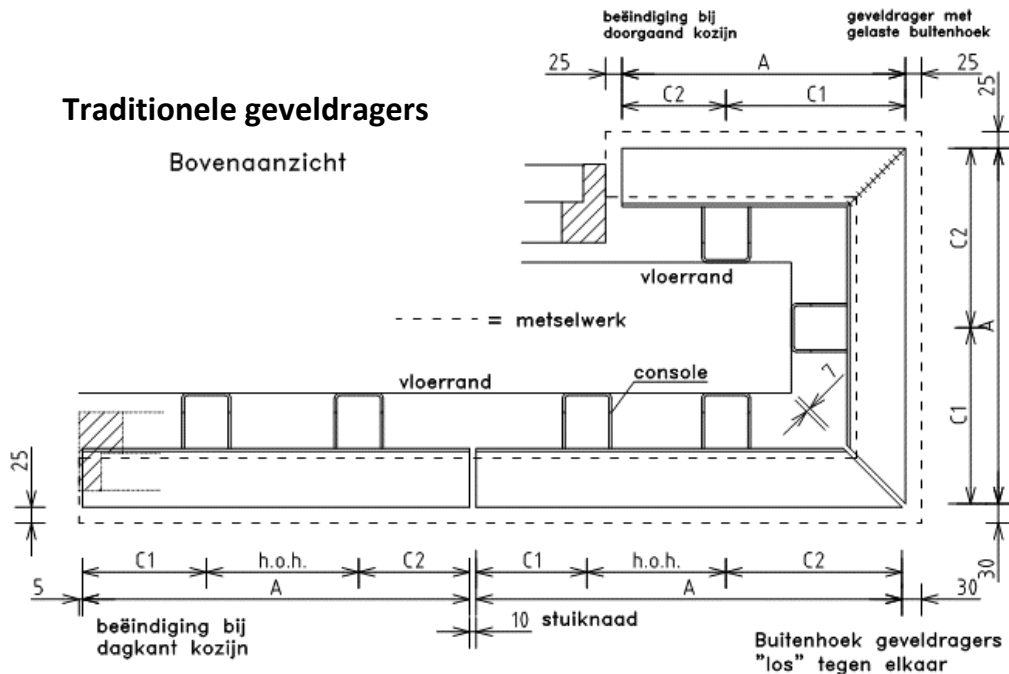 beëindiging bij
doorgaand kozijn
geveldrager met
gelaste buitenhoek
25
A
25
C2
C1
25
Traditionele geveldragers
Bovenaanzicht
C2
vloerrand
= metselwerk
A
vloerrand
console
7
C1
25
C1
h.o.h.
C2
C1
h.o.h.
C2
30
5
A
A
30
10 stuiknaad
beëindiging bij
dagkant kozijn
Buitenhoek geveldragers
"los" tegen elkaar